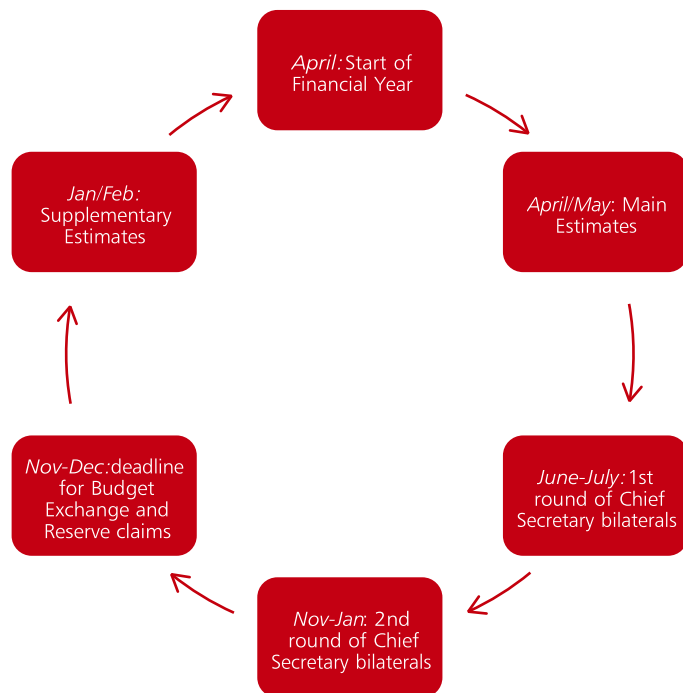 April: Start of
Financial Year
April/May: Main
Estimates
June-July: 1st
round of Chief
Secretary bilaterals
Nov-Jan: 2nd
round of Chief
Secretary bilaterals
Nov-Dec:deadline
for Budget
Exchange and
Reserve claims
Jan/Feb:
Supplementary
Estimates